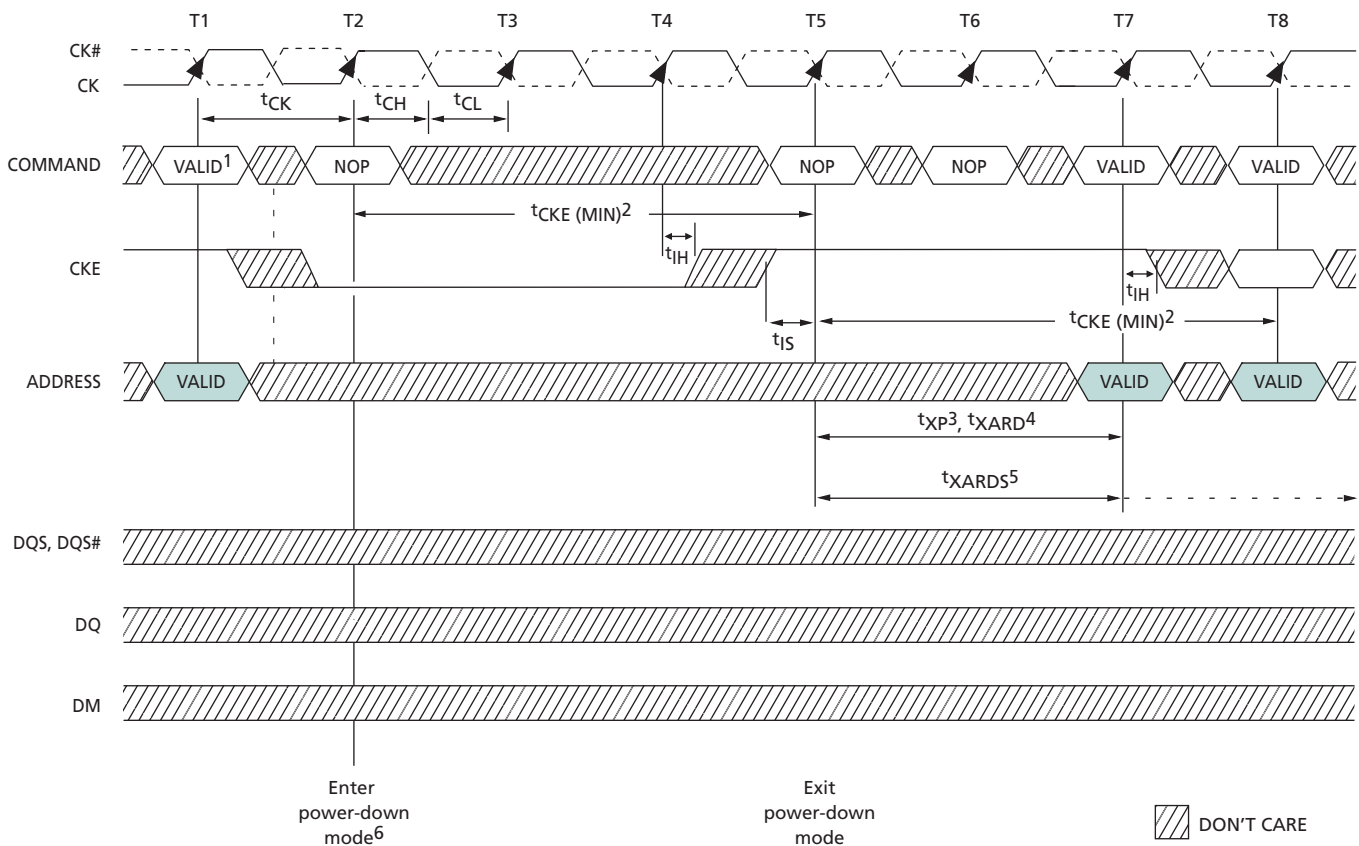 T1 T2 T3 T4 T5 T6 T7 T8
CK#
CK
tCK tCH tCL
COMMAND VALID1 NOP NOP NOP VALID VALID
tCKE (MIN)2
tIH
CKE
tIH
tCKE (MIN)2
tIS
ADDRESS VALID VALID VALID
tXP3, tXARD4
tXARDS5
DQS, DQS#
DQ
DM
Enter
power-down
mode6
Exit
power-down
mode
DON'T CARE